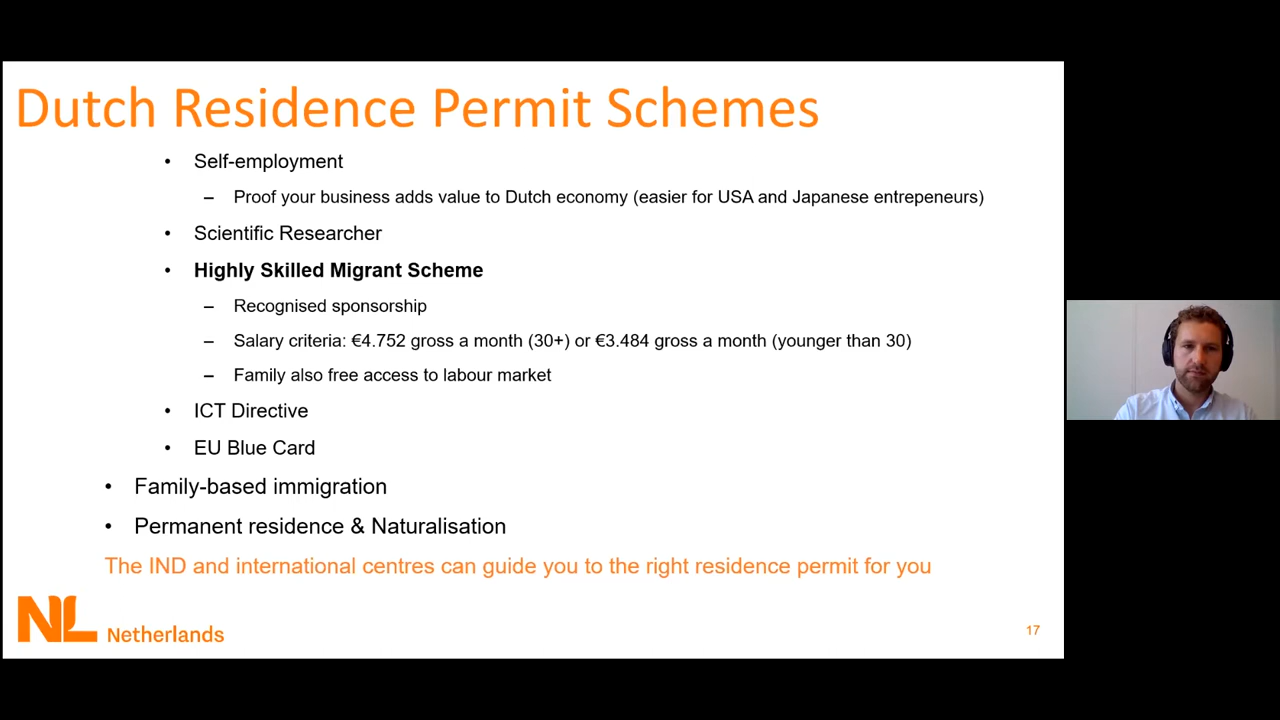 Dutch Residence Permit Schemes
• Self-employment
– Proof your business adds value to Dutch economy (easier for USA and Japanese entrepeneurs)
• Scientific Researcher
• Highly Skilled Migrant Scheme
– Recognised sponsorship
– Salary criteria: €4.752 gross a month (30+) or €3.484 gross a month (younger than 30)
– Family also free access to labour market
• ICT Directive
• EU Blue Card
• Family-based immigration
• Permanent residence & Naturalisation
The IND and international centres can guide you to the right residence permit for you
NL Netherlands
17